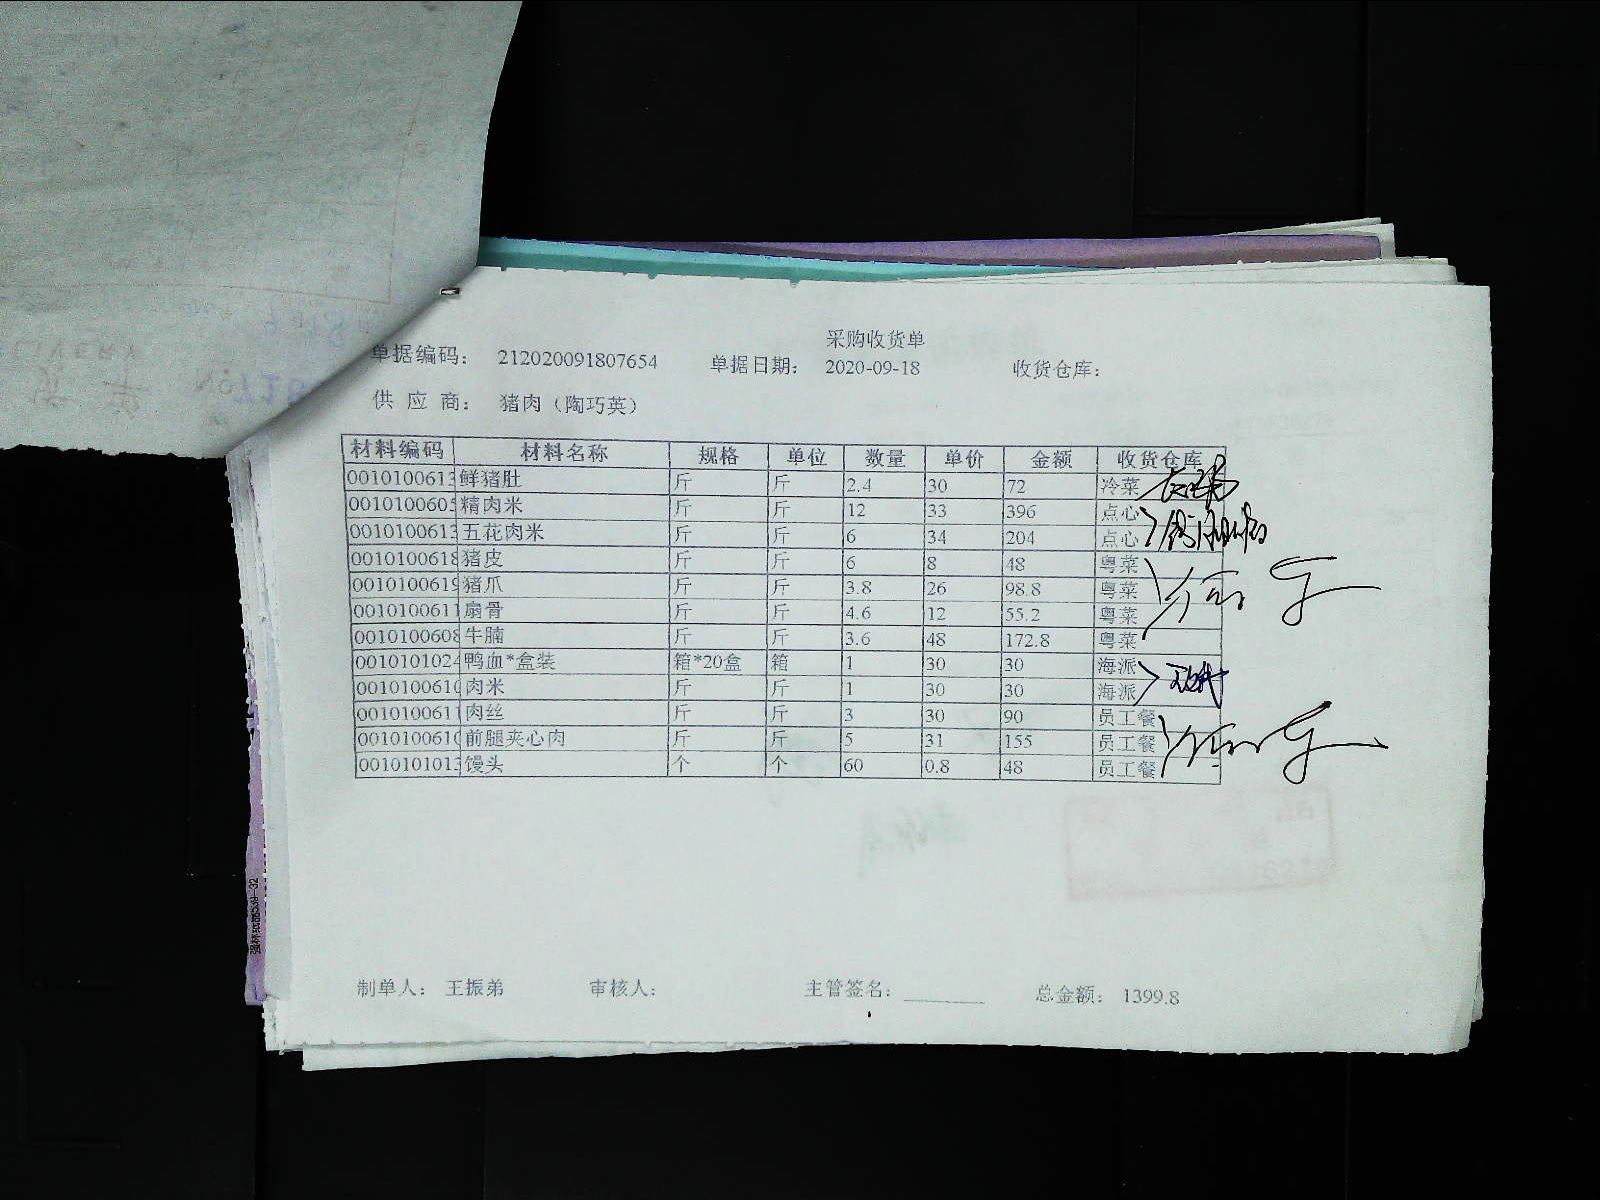 采购收货单
单据编码： 212020091807654 单据日期： 2020-09-18 收货仓库：
供 应 商： 猪肉（陶巧英）
材料编码 材料名称 规格 单位 数量 单价 金额 收货仓库
001010061 鲜猪肚 斤 斤 2.4 30 72 冷菜
001010060 精肉米 斤 斤 12 33 396 点心
001010061 五花肉米 斤 斤 6 34 204 点心
0010100618 猪皮 斤 斤 6 8 48 粤菜
0010100619 猪爪 斤 斤 3.8 26 98.8 粤菜
0010100611 扇骨 斤 斤 4.6 12 55.2 粤菜
0010100608 牛腩 斤 斤 3.6 48 172.8 粤菜
0010101024 鸭血*盒装 箱*20盒 箱 1 30 30 海派
0010100610 肉米 斤 斤 1 30 30 海派
0010100611 肉丝 斤 斤 3 30 90 员工餐
0010100610 前腿夹心肉 斤 斤 5 31 155 员工餐
001010101 馒头 个 个 60 0.8 48 员工餐
制单人： 王振弟 审核人： 主管签名： 总金额： 1399.8